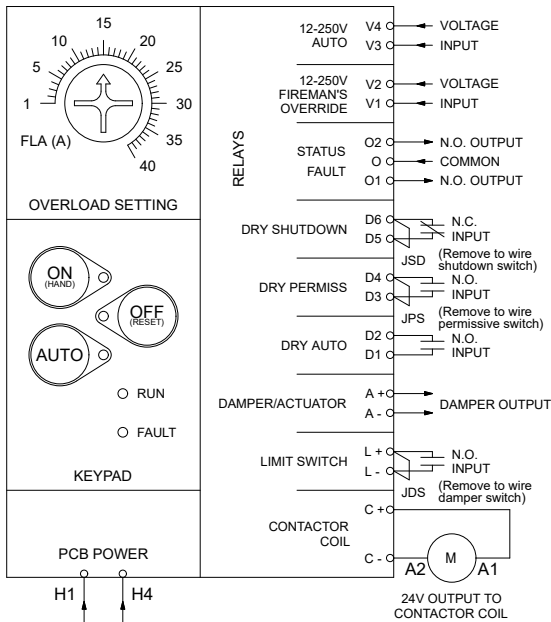 15
10
20
5
25
1
30
FLA (A)
35
40
OVERLOAD SETTING
ON
(HAND)
OFF
(RESET)
AUTO
RUN
FAULT
KEYPAD
PCB POWER
H1 H4
RELAYS
12-250V
AUTO
V4 VOLTAGE
V3 INPUT
12-250V
FIREMAN'S
OVERRIDE
V2 VOLTAGE
V1 INPUT
STATUS
FAULT
O2 N.O. OUTPUT
O COMMON
O1 N.O. OUTPUT
DRY SHUTDOWN
D6 N.C.
D5 INPUT
JSD
(Remove to wire
shutdown switch)
DRY PERMISS
D4 N.O.
D3 INPUT
JPS
(Remove to wire
permissive switch)
DRY AUTO
D2 N.O.
D1 INPUT
DAMPER/ACTUATOR
A +
A -
DAMPER OUTPUT
LIMIT SWITCH
L + N.O.
L - INPUT
JDS
(Remove to wire
damper switch)
CONTACTOR
COIL
C +
C -
A2 M A1
24V OUTPUT TO
CONTACTOR COIL